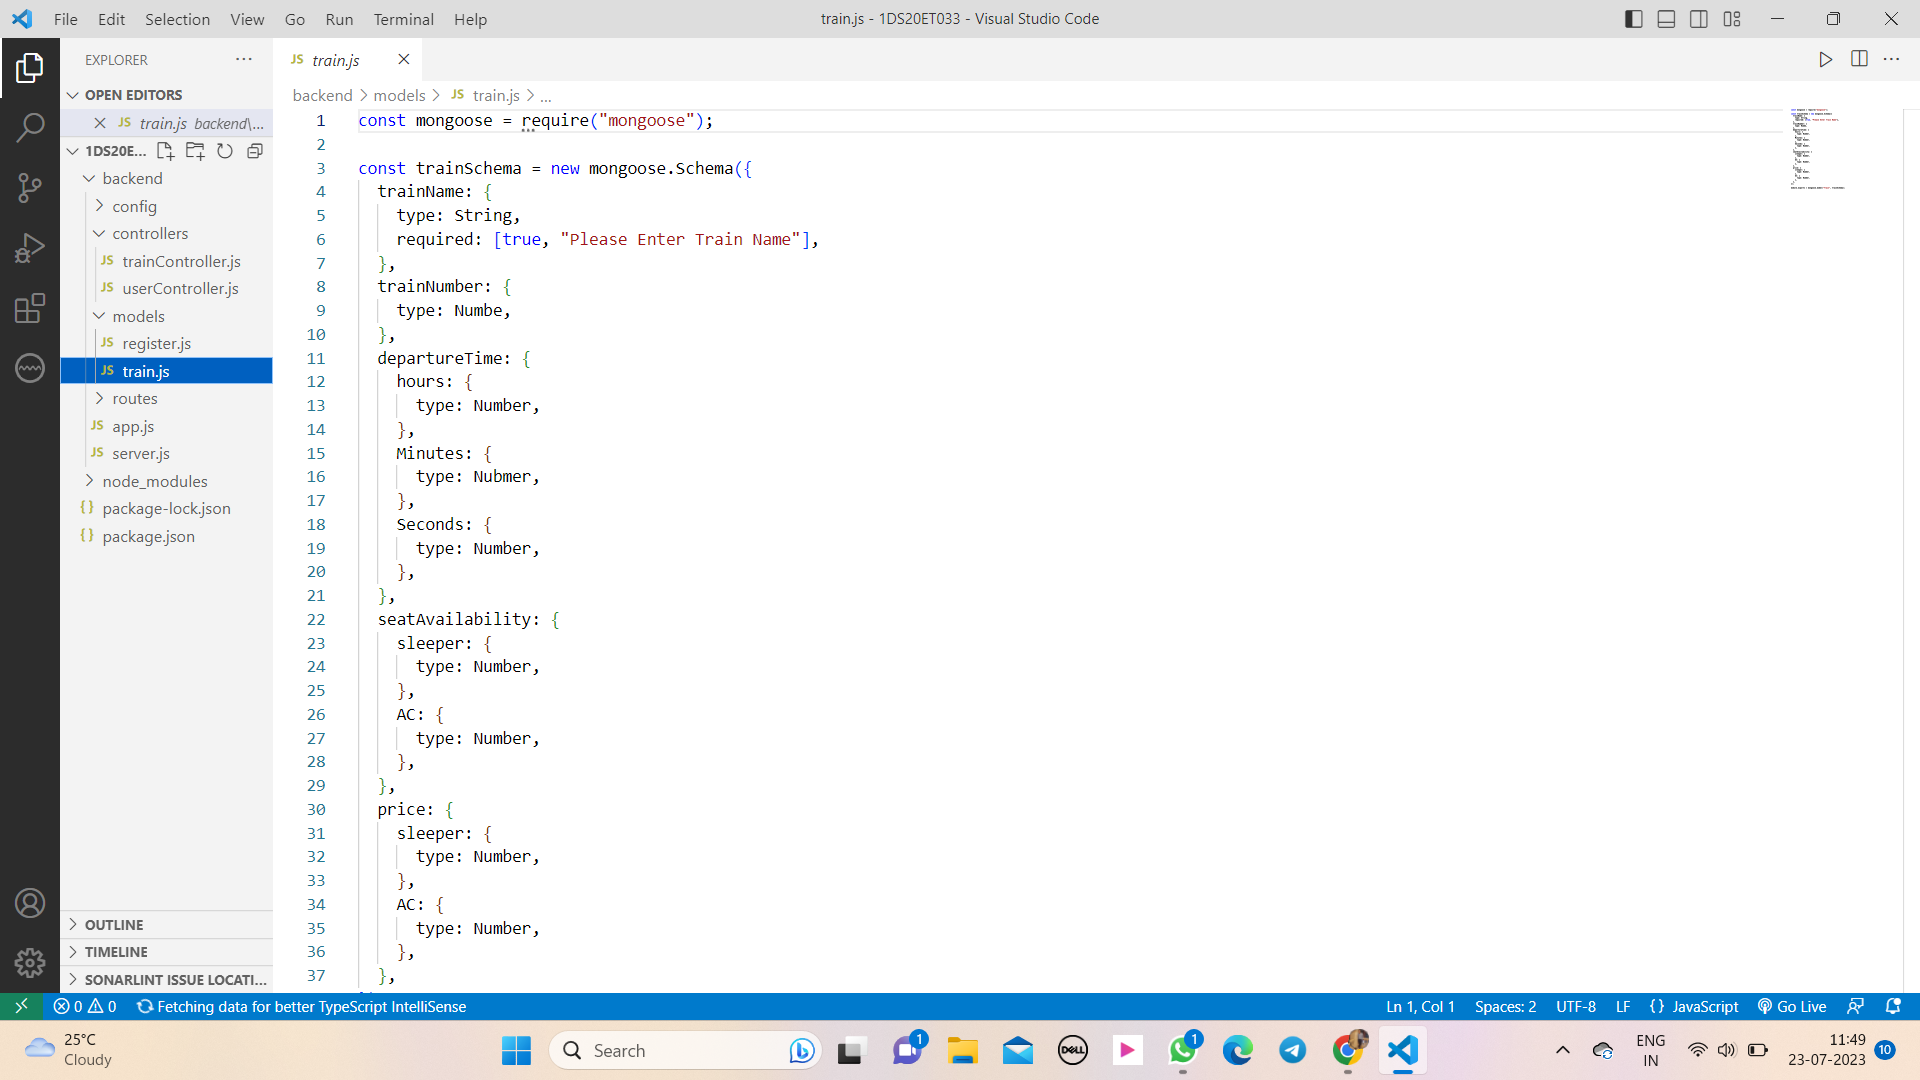 File Edit Selection View Go Run Terminal Help
train.js - 1DS20ET033 - Visual Studio Code
EXPLORER
OPEN EDITORS
JS train.js backend\...
1DS20E...
backend
config
controllers
JS trainController.js
JS userController.js
models
JS register.js
JS train.js
routes
JS app.js
JS server.js
node_modules
{} package-lock.json
{} package.json
OUTLINE
TIMELINE
SONARLINT ISSUE LOCATI...
JS train.js
backend > models > JS train.js > ...
1 const mongoose = require("mongoose");
2
3 const trainSchema = new mongoose.Schema({
4 trainName: {
5 type: String,
6 required: [true, "Please Enter Train Name"],
7 },
8 trainNumber: {
9 type: Numbe,
10 },
11 departureTime: {
12 hours: {
13 type: Number,
14 },
15 Minutes: {
16 type: Nubmer,
17 },
18 Seconds: {
19 type: Number,
20 },
21 },
22 seatAvailability: {
23 sleeper: {
24 type: Number,
25 },
26 AC: {
27 type: Number,
28 },
29 },
30 price: {
31 sleeper: {
32 type: Number,
33 },
34 AC: {
35 type: Number,
36 },
37 },
0 0 Fetching data for better TypeScript IntelliSense
Ln 1, Col 1 Spaces: 2 UTF-8 LF {} JavaScript Go Live
25°C
Cloudy
Search
1
DELL
1
ENG
IN
11:49
23-07-2023
10